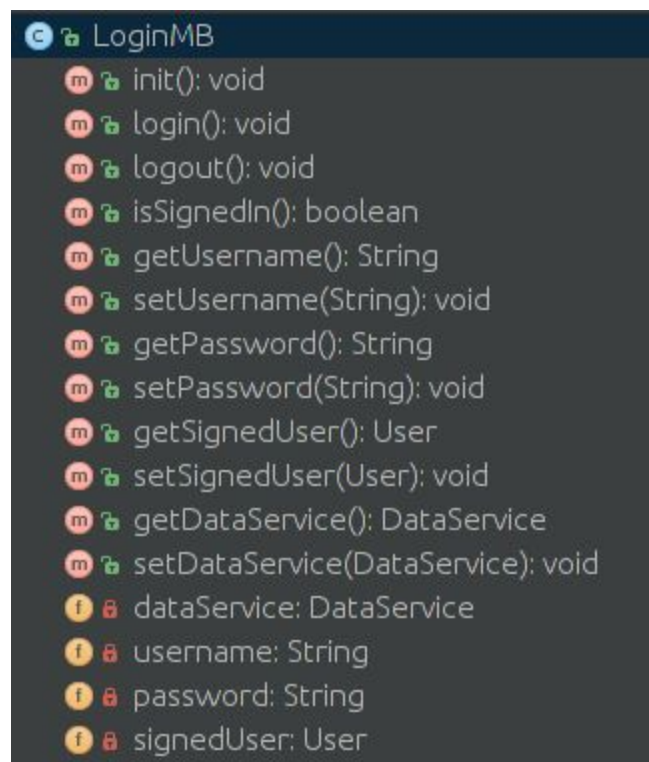 LoginMB
init(): void
login(): void
logout(): void
isSignedIn(): boolean
getUsername(): String
setUsername(String): void
getPassword(): String
setPassword(String): void
getSignedUser(): User
setSignedUser(User): void
getDataService(): DataService
setDataService(DataService): void
dataService: DataService
username: String
password: String
signedUser: User